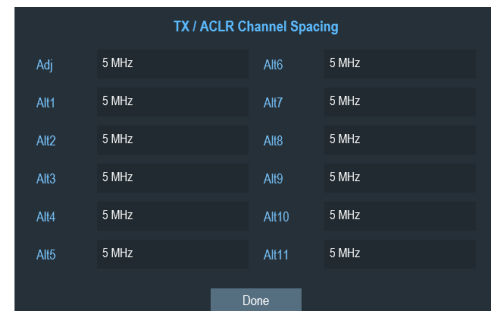 TX / ACLR Channel Spacing
Adj 5 MHz Alt6 5 MHz
Alt1 5 MHz Alt7 5 MHz
Alt2 5 MHz Alt8 5 MHz
Alt3 5 MHz Alt9 5 MHz
Alt4 5 MHz Alt10 5 MHz
Alt5 5 MHz Alt11 5 MHz
Done